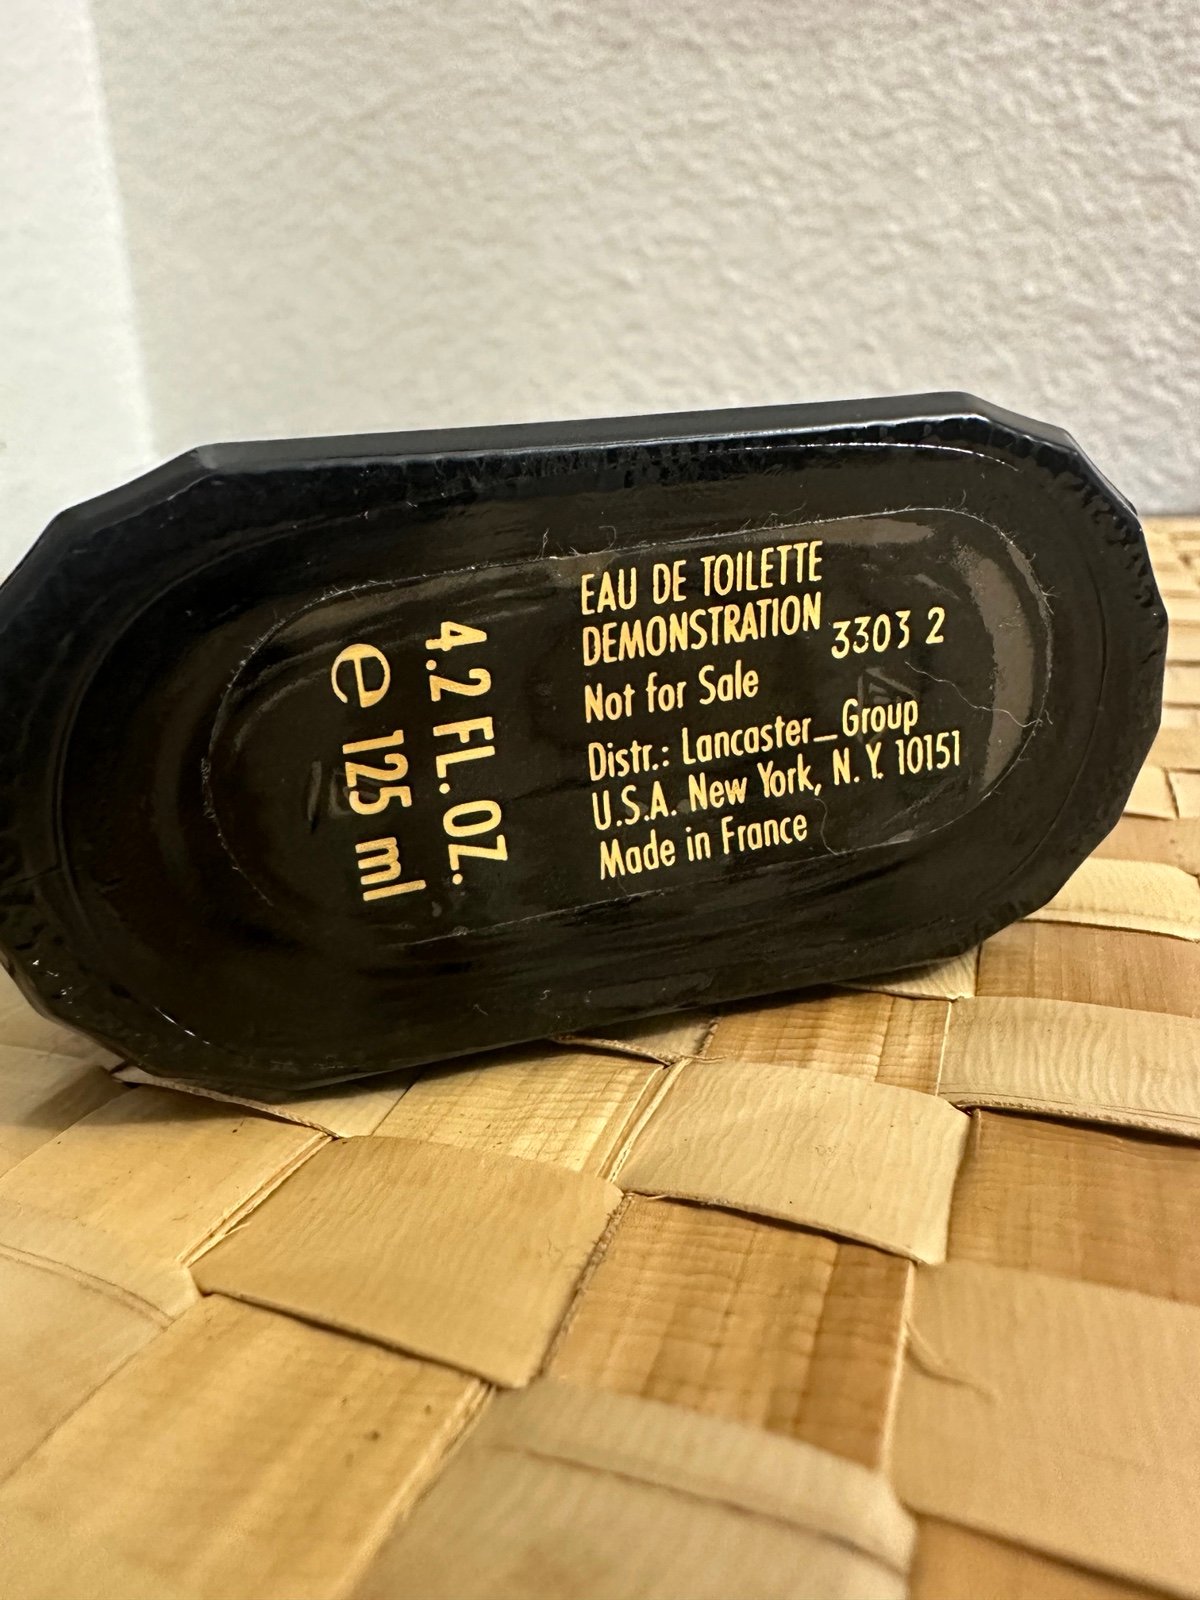 EAU DE TOILETTE
DEMONSTRATION
3303 2
Not for Sale
Distr.: Lancaster_Group
U.S.A. New York, N.Y. 10151
Made in France
4.2 FL.OZ.
e 125 ml